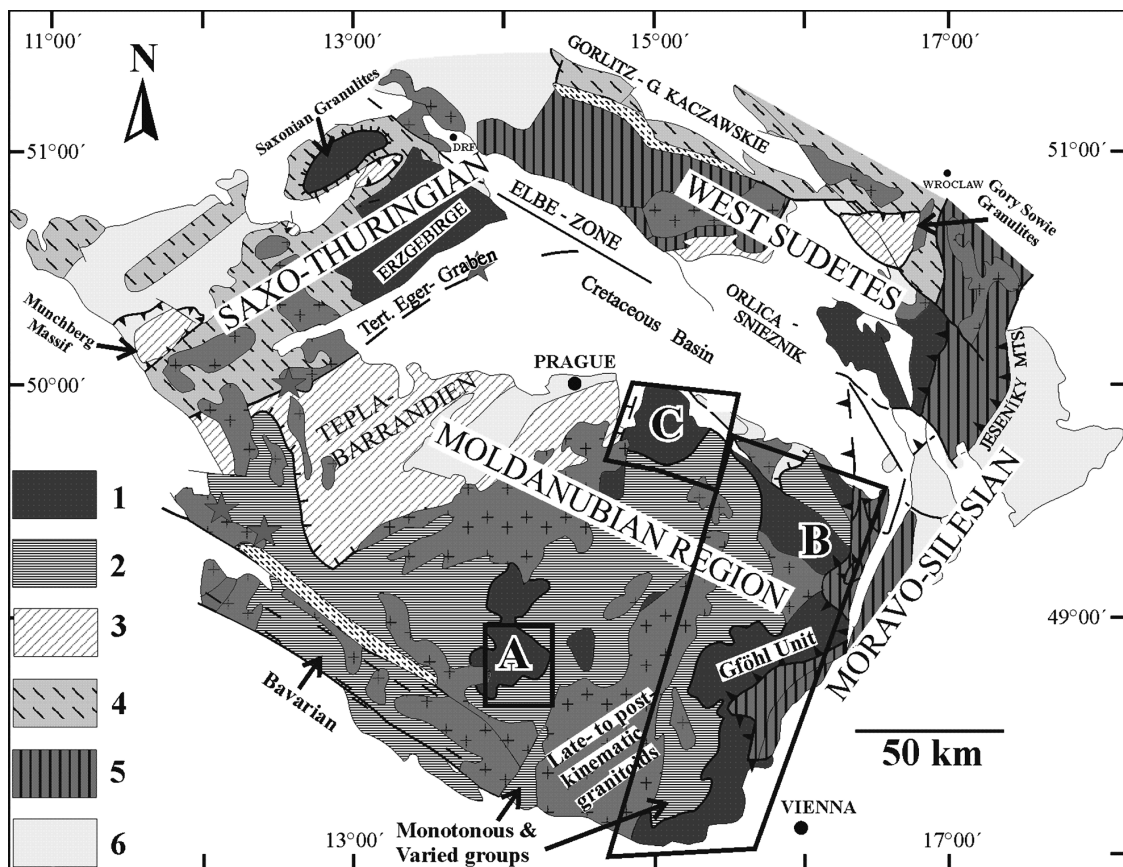 11°00´
13°00´
15°00´
17°00´
N
GORLITZ - G. KACZAWSKIE
Saxonian Granulites
51°00´
DRF
51°00´
WROCLAW
WEST SUDETES
Gory Sowie
Granulites
SAXO-THURINGIAN
ERZGEBIRGE
ELBE - ZONE
Tert. Eger- Graben
Cretaceous Basin
ORLICA -
SNIEZNIK
Munchberg
Massif
50°00´
PRAGUE
50°00´
JESENIKY MTS
TEPLA-
BARRANDIEN
C
MOLDANUBIAN REGION
B
MORAVO-SILESIAN
1
2
3
4
5
6
49°00´
A
Gföhl Unit
Bavarian
Late- to post-
kinematic
granitoids
50 km
VIENNA
Monotonous &
Varied groups
13°00´
17°00´